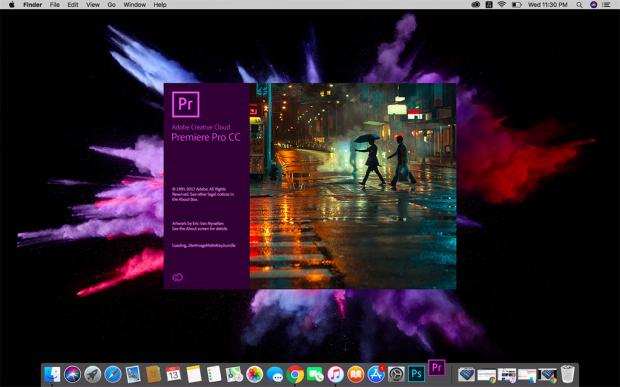 Finder File Edit View Go Window Help
Wed 11:30 PM
Pr
Adobe Creative Cloud
Premiere Pro CC
© 1991-2017 Adobe. All Rights
Reserved. See other legal notices in
the About Box.
Artwork by Eric Van Nynatten
See the About screen for details.
13
Ps
Pr